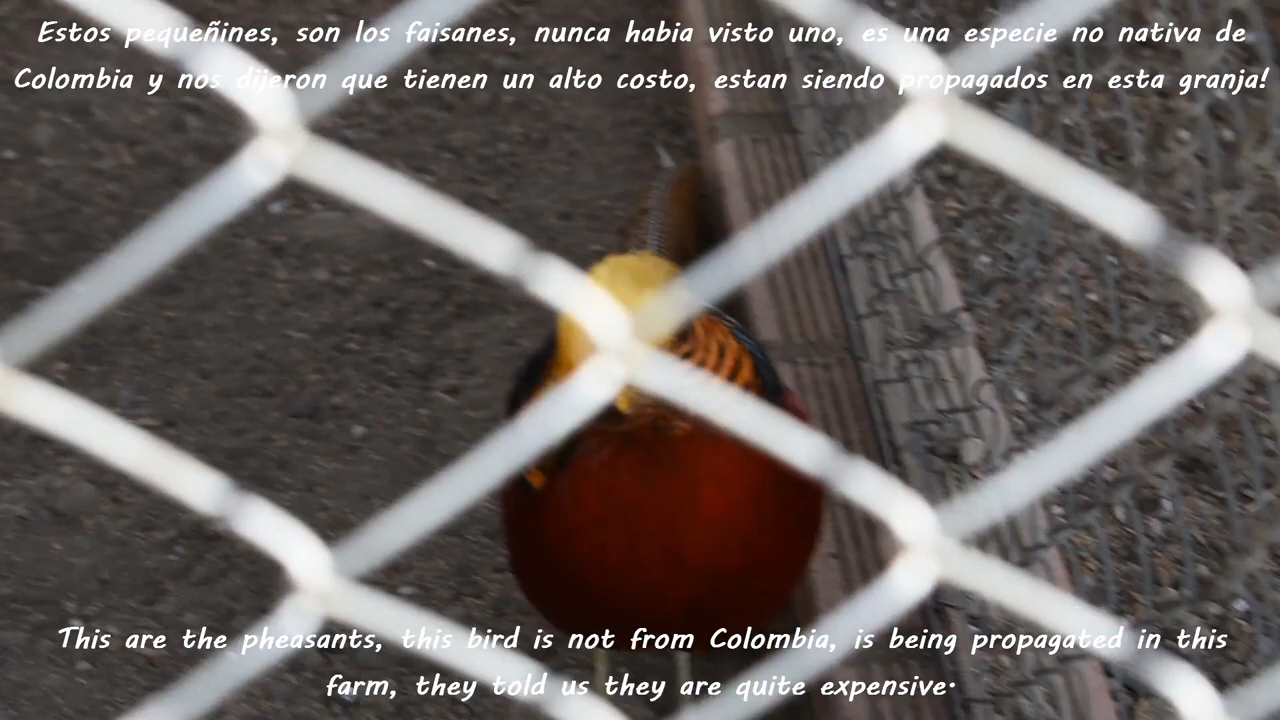 Estos pequeñines, son los faisanes, nunca habia visto uno, es una especie no nativa de
Colombia y nos dijeron que tienen un alto costo, estan siendo propagados en esta granja!
This are the pheasants, this bird is not from Colombia, is being propagated in this
farm, they told us they are quite expensive.